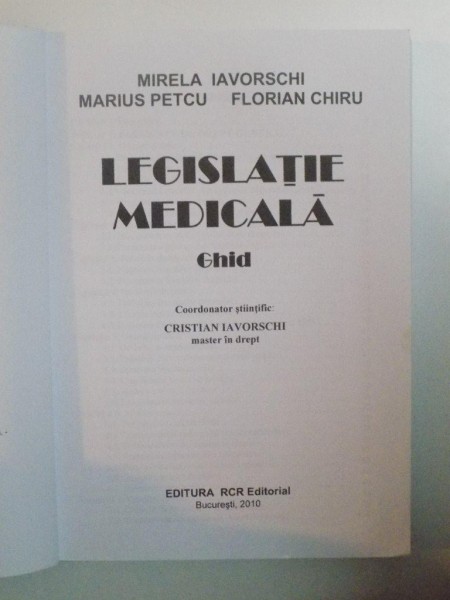 MIRELA IAVORSCHI
MARIUS PETCU FLORIAN CHIRU
LEGISLAȚIE
MEDICALĂ
Ghid
Coordonator științific:
CRISTIAN IAVORSCHI
master în drept
EDITURA RCR Editorial
București, 2010